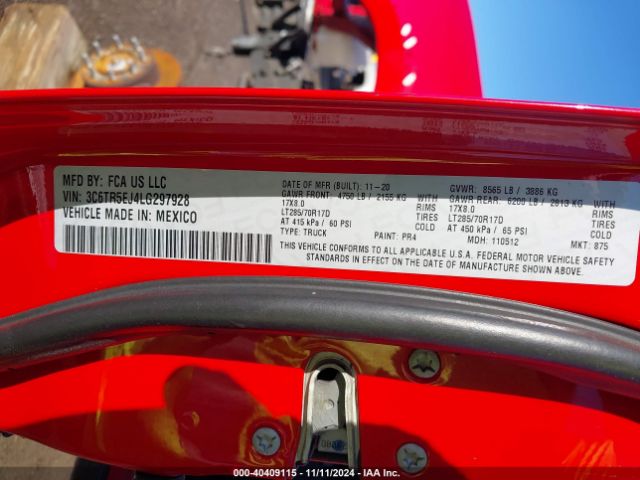 MFD BY: FCA US LLC
VIN: 3C6TR5EJ4LG297928
VEHICLE MADE IN: MEXICO
DATE OF MFR (BUILT): 11-20
GAWR FRONT: 4750 LB / 2155 KG
17X8.0 RIMS
LT285/70R17D TIRES
AT 415 kPa / 60 PSI COLD
TYPE: TRUCK PAINT: PR4
GVWR: 8565 LB / 3886 KG
GAWR REAR: 6200 LB / 2813 KG
17X8.0 RIMS
LT285/70R17D TIRES
AT 450 kPa / 65 PSI COLD
MDH: 110512 MKT: 875
THIS VEHICLE CONFORMS TO ALL APPLICABLE U.S.A. FEDERAL MOTOR VEHICLE SAFETY
STANDARDS IN EFFECT ON THE DATE OF MANUFACTURE SHOWN ABOVE.
000-40409115 - 11/11/2024 - IAA Inc.